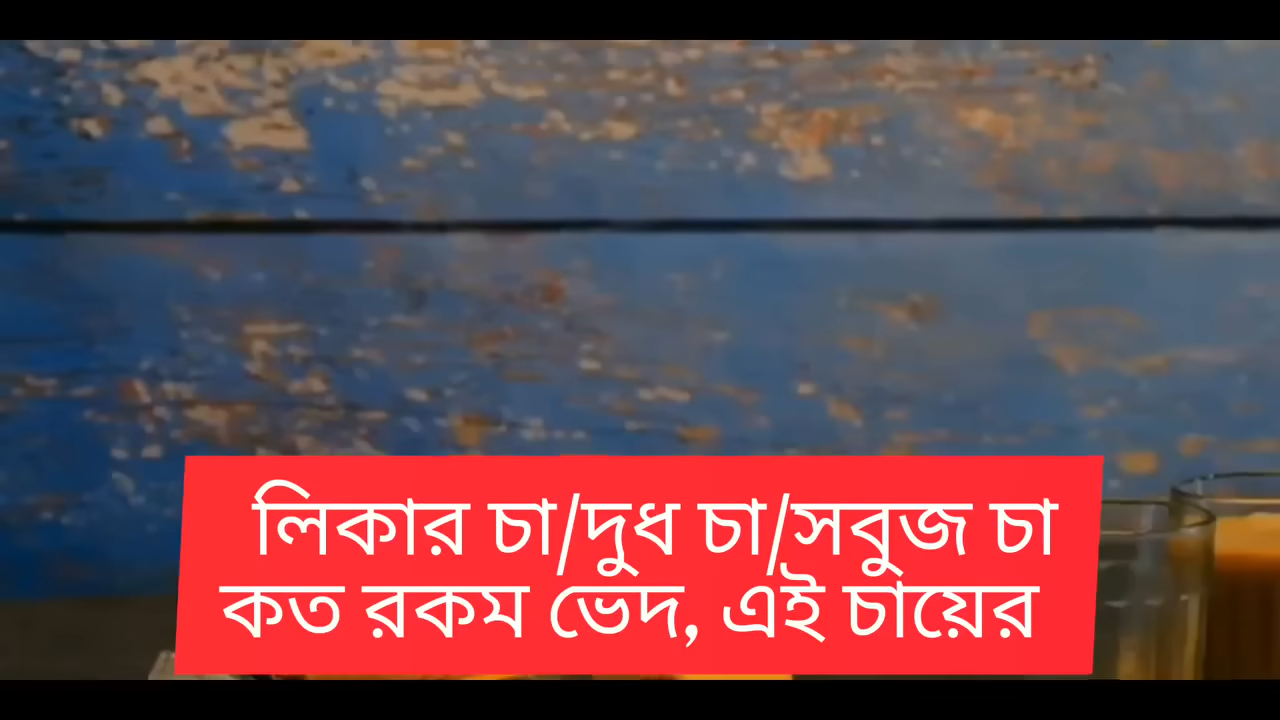 লিকার চা/দুধ চা/সবুজ চা
কত রকম ভেদ, এই চায়ের